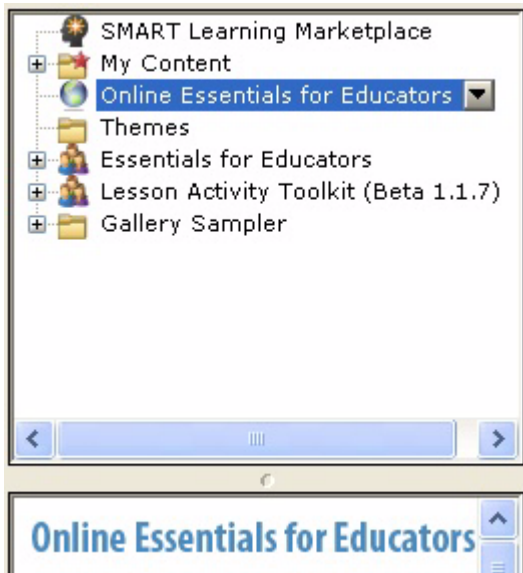 SMART Learning Marketplace
My Content
Online Essentials for Educators
Themes
Essentials for Educators
Lesson Activity Toolkit (Beta 1.1.7)
Gallery Sampler
Online Essentials for Educators